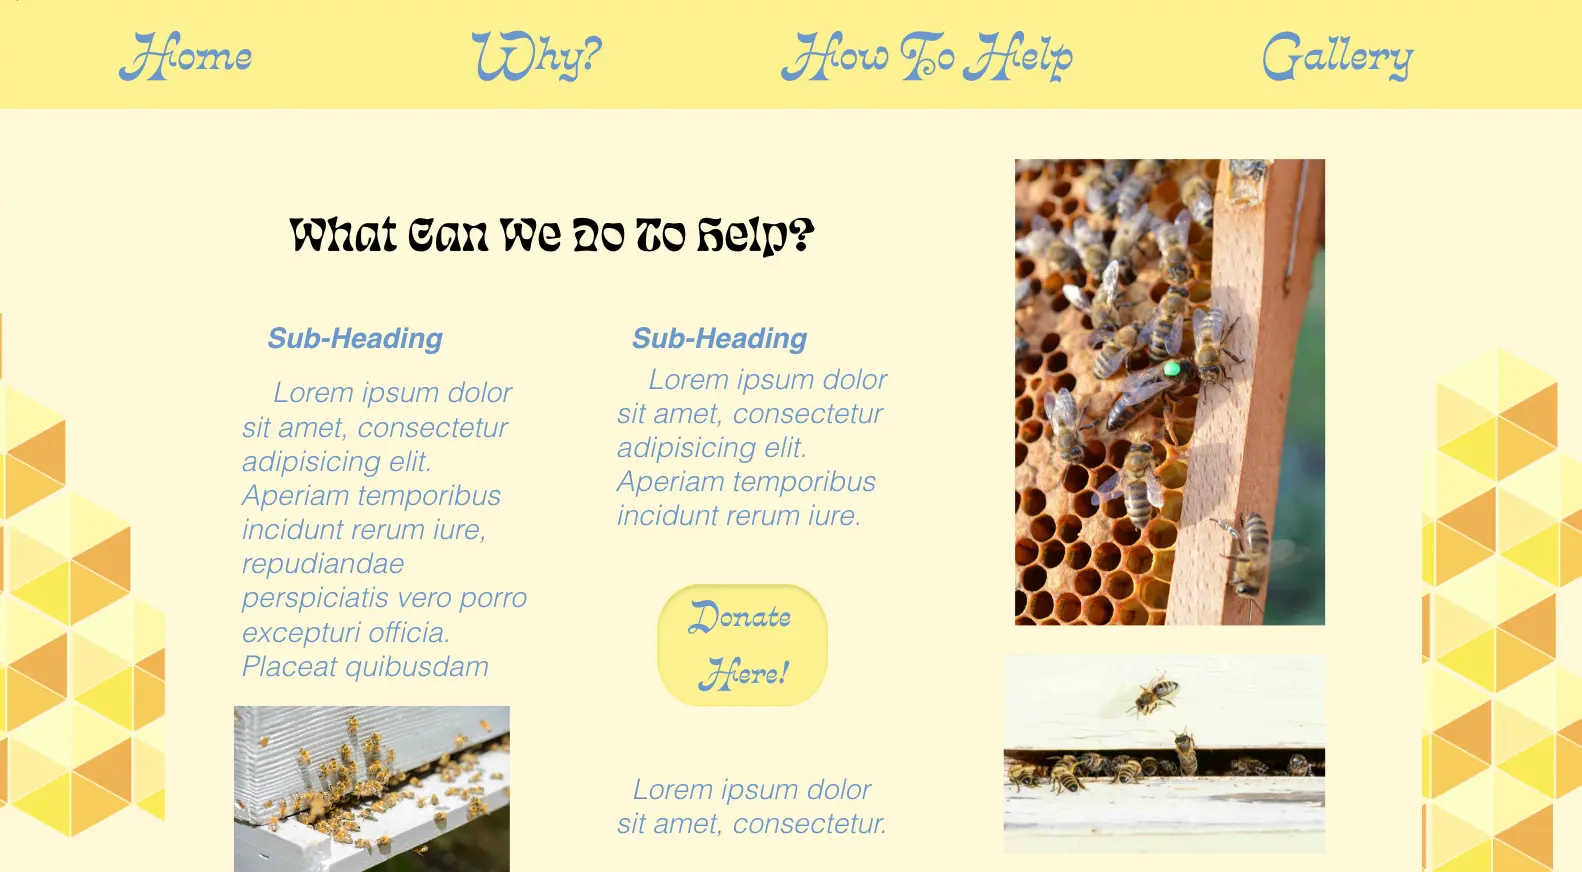 Home
Why?
How To Help
Gallery
What Can We Do To Help?
Sub-Heading
Lorem ipsum dolor
sit amet, consectetur
adipisicing elit.
Aperiam temporibus
incidunt rerum iure,
repudiandae
perspiciatis vero porro
excepturi officia.
Placeat quibusdam
Sub-Heading
Lorem ipsum dolor
sit amet, consectetur
adipisicing elit.
Aperiam temporibus
incidunt rerum iure.
Donate
Here!
Lorem ipsum dolor
sit amet, consectetur.